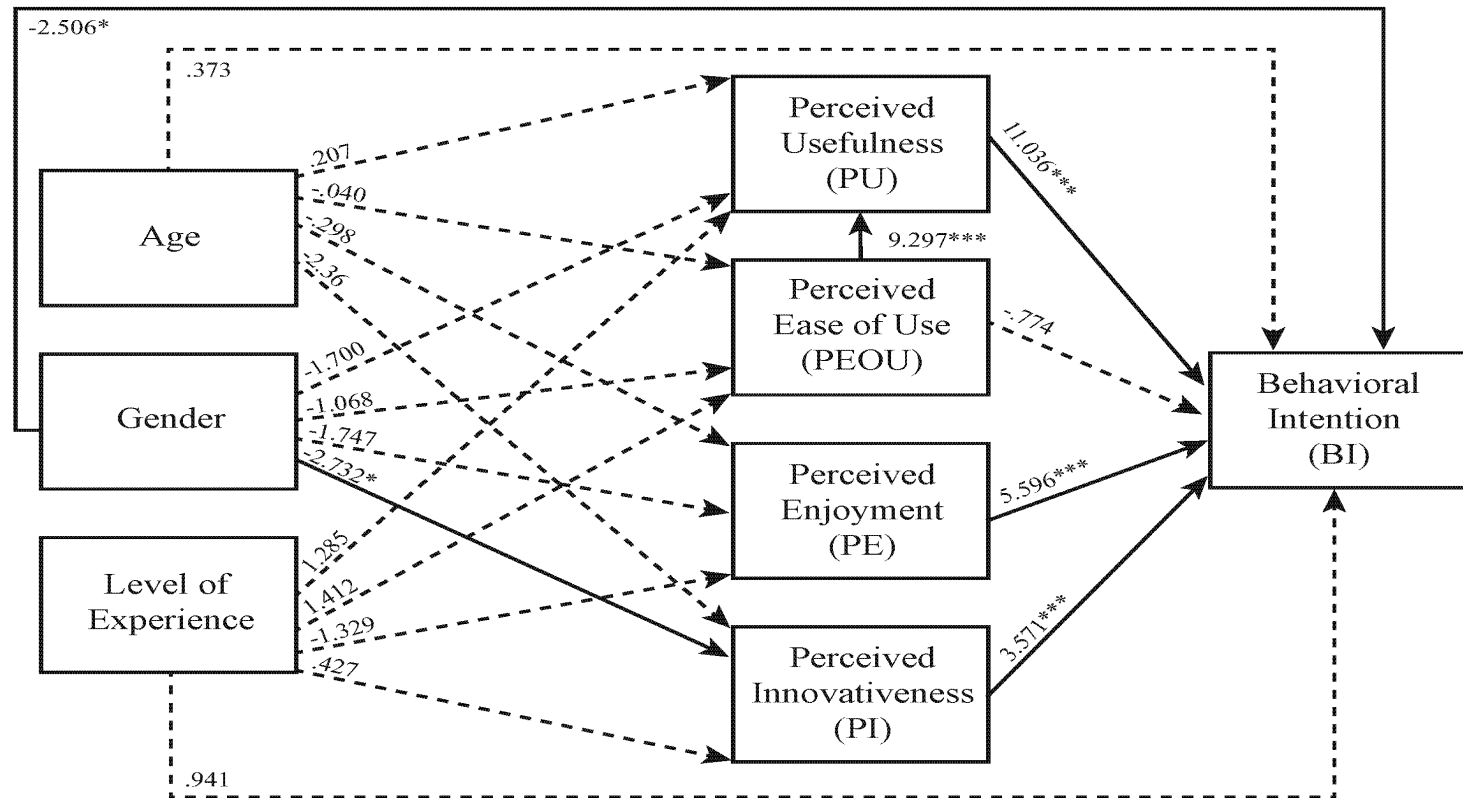 -2.506*
.373
Perceived
Usefulness
(PU)
11.036***
.207
-.040
-.298
-2.36
Age
9.297***
Perceived
Ease of Use
(PEOU)
-.774
Gender
-1.700
-1.068
-1.747
-2.732*
Behavioral
Intention
(BI)
Perceived
Enjoyment
(PE)
5.596***
Level of
Experience
1.285
1.412
-1.329
.427
Perceived
Innovativeness
(PI)
3.571***
.941